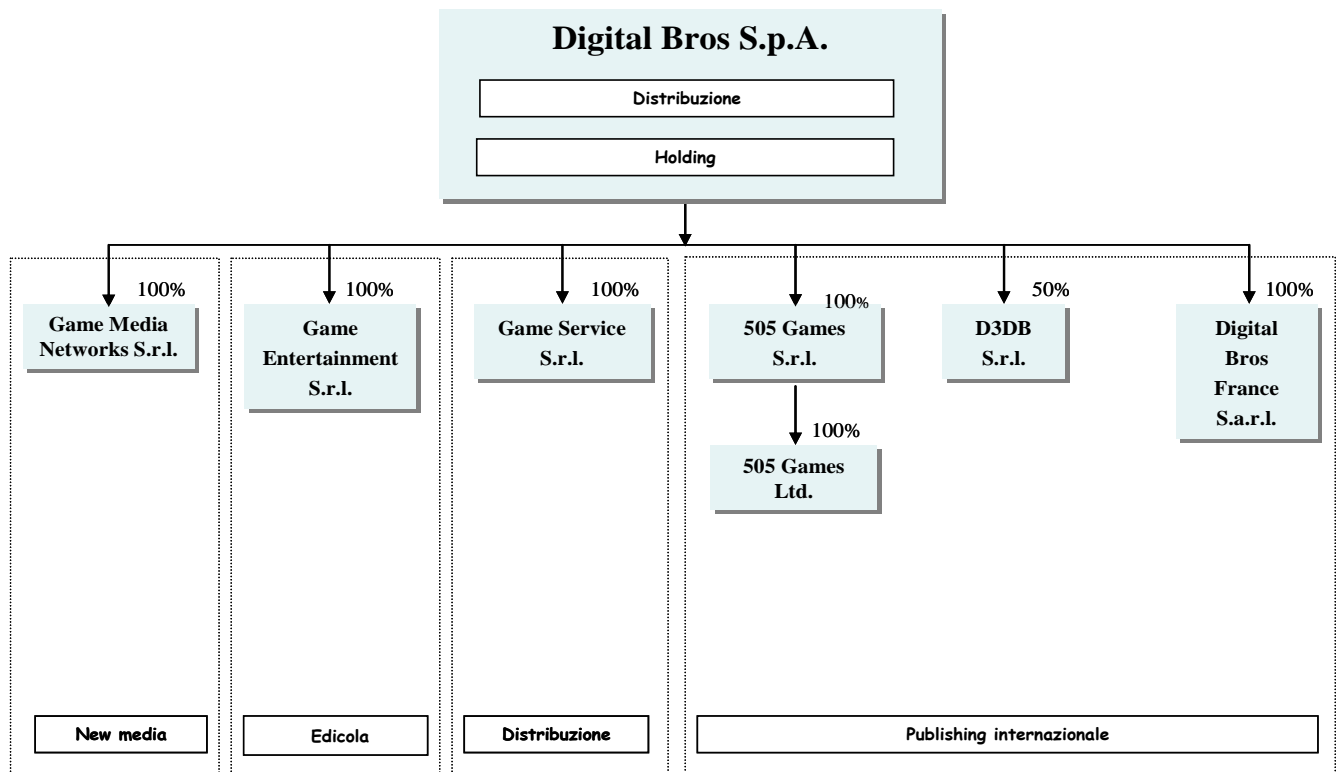 Digital Bros S.p.A.
Distribuzione
Holding
100%
Game Media
Networks S.r.l.
100%
Game
Entertainment
S.r.l.
100%
Game Service
S.r.l.
100%
505 Games
S.r.l.
50%
D3DB
S.r.l.
100%
Digital
Bros
France
S.a.r.l.
100%
505 Games
Ltd.
New media
Edicola
Distribuzione
Publishing internazionale